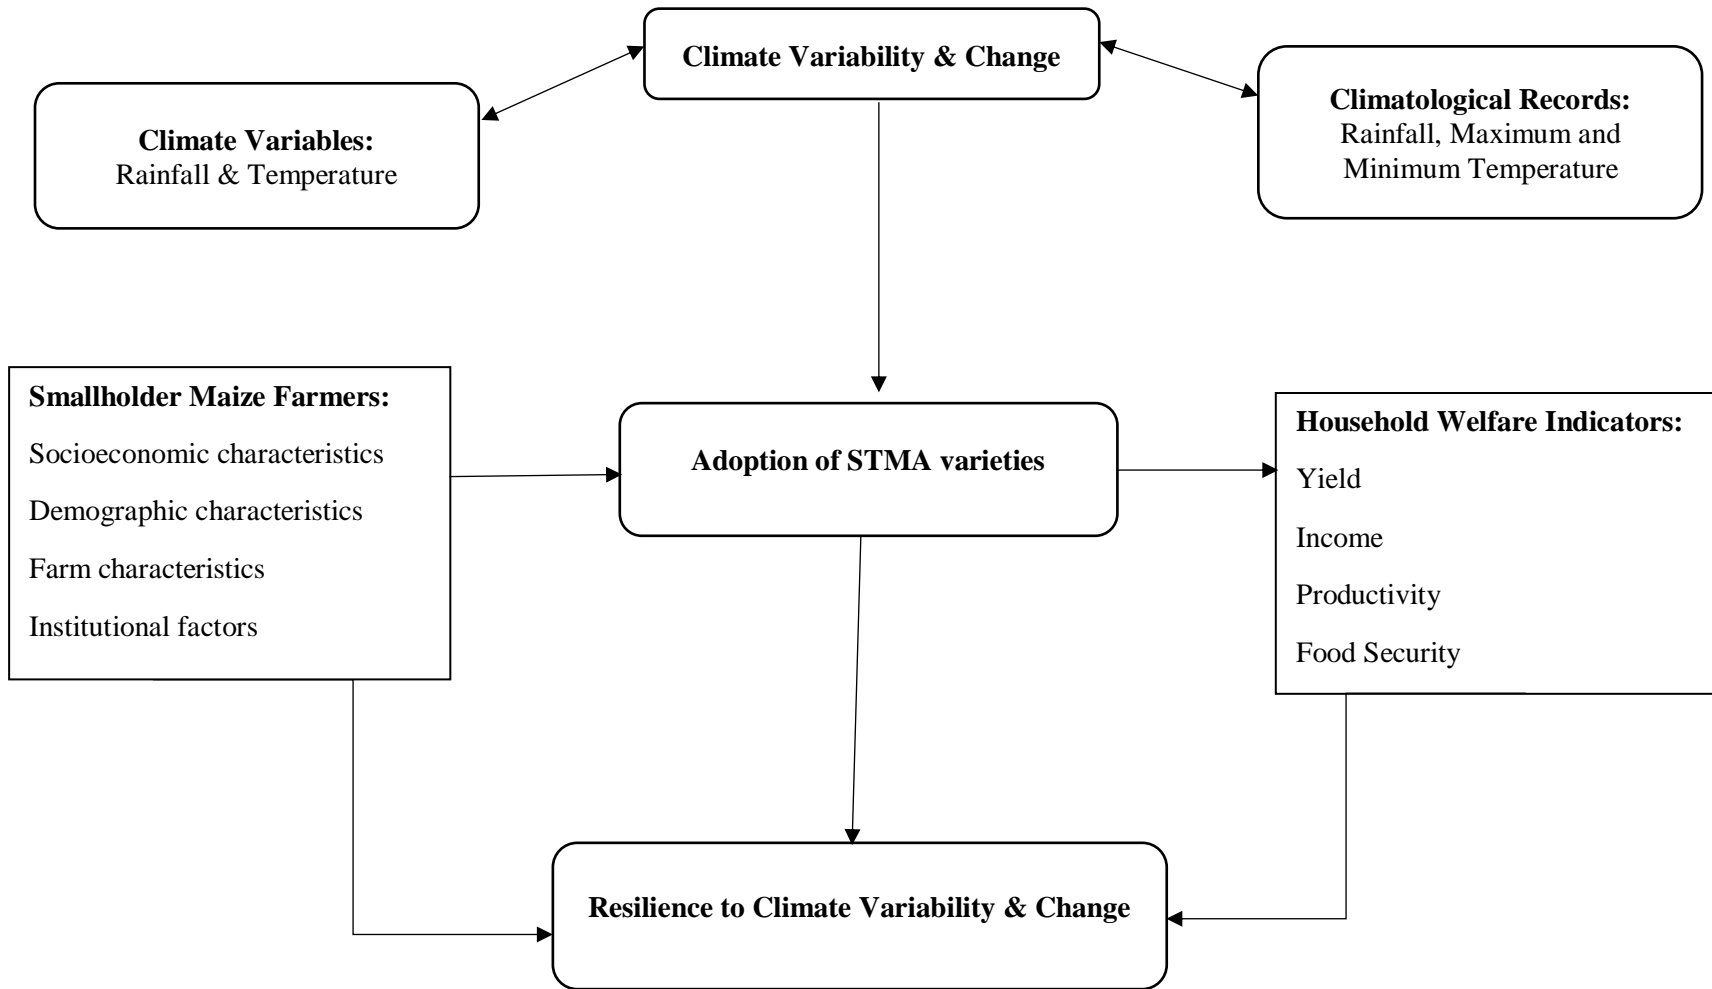 Climate Variability & Change
Climate Variables:
Rainfall & Temperature
Climatological Records:
Rainfall, Maximum and
Minimum Temperature
Smallholder Maize Farmers:
Socioeconomic characteristics
Demographic characteristics
Farm characteristics
Institutional factors
Adoption of STMA varieties
Household Welfare Indicators:
Yield
Income
Productivity
Food Security
Resilience to Climate Variability & Change